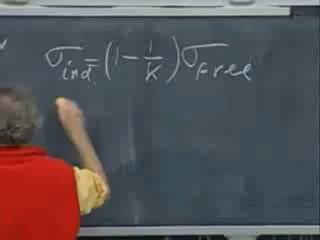 σind = (1 - 1/K) σFree